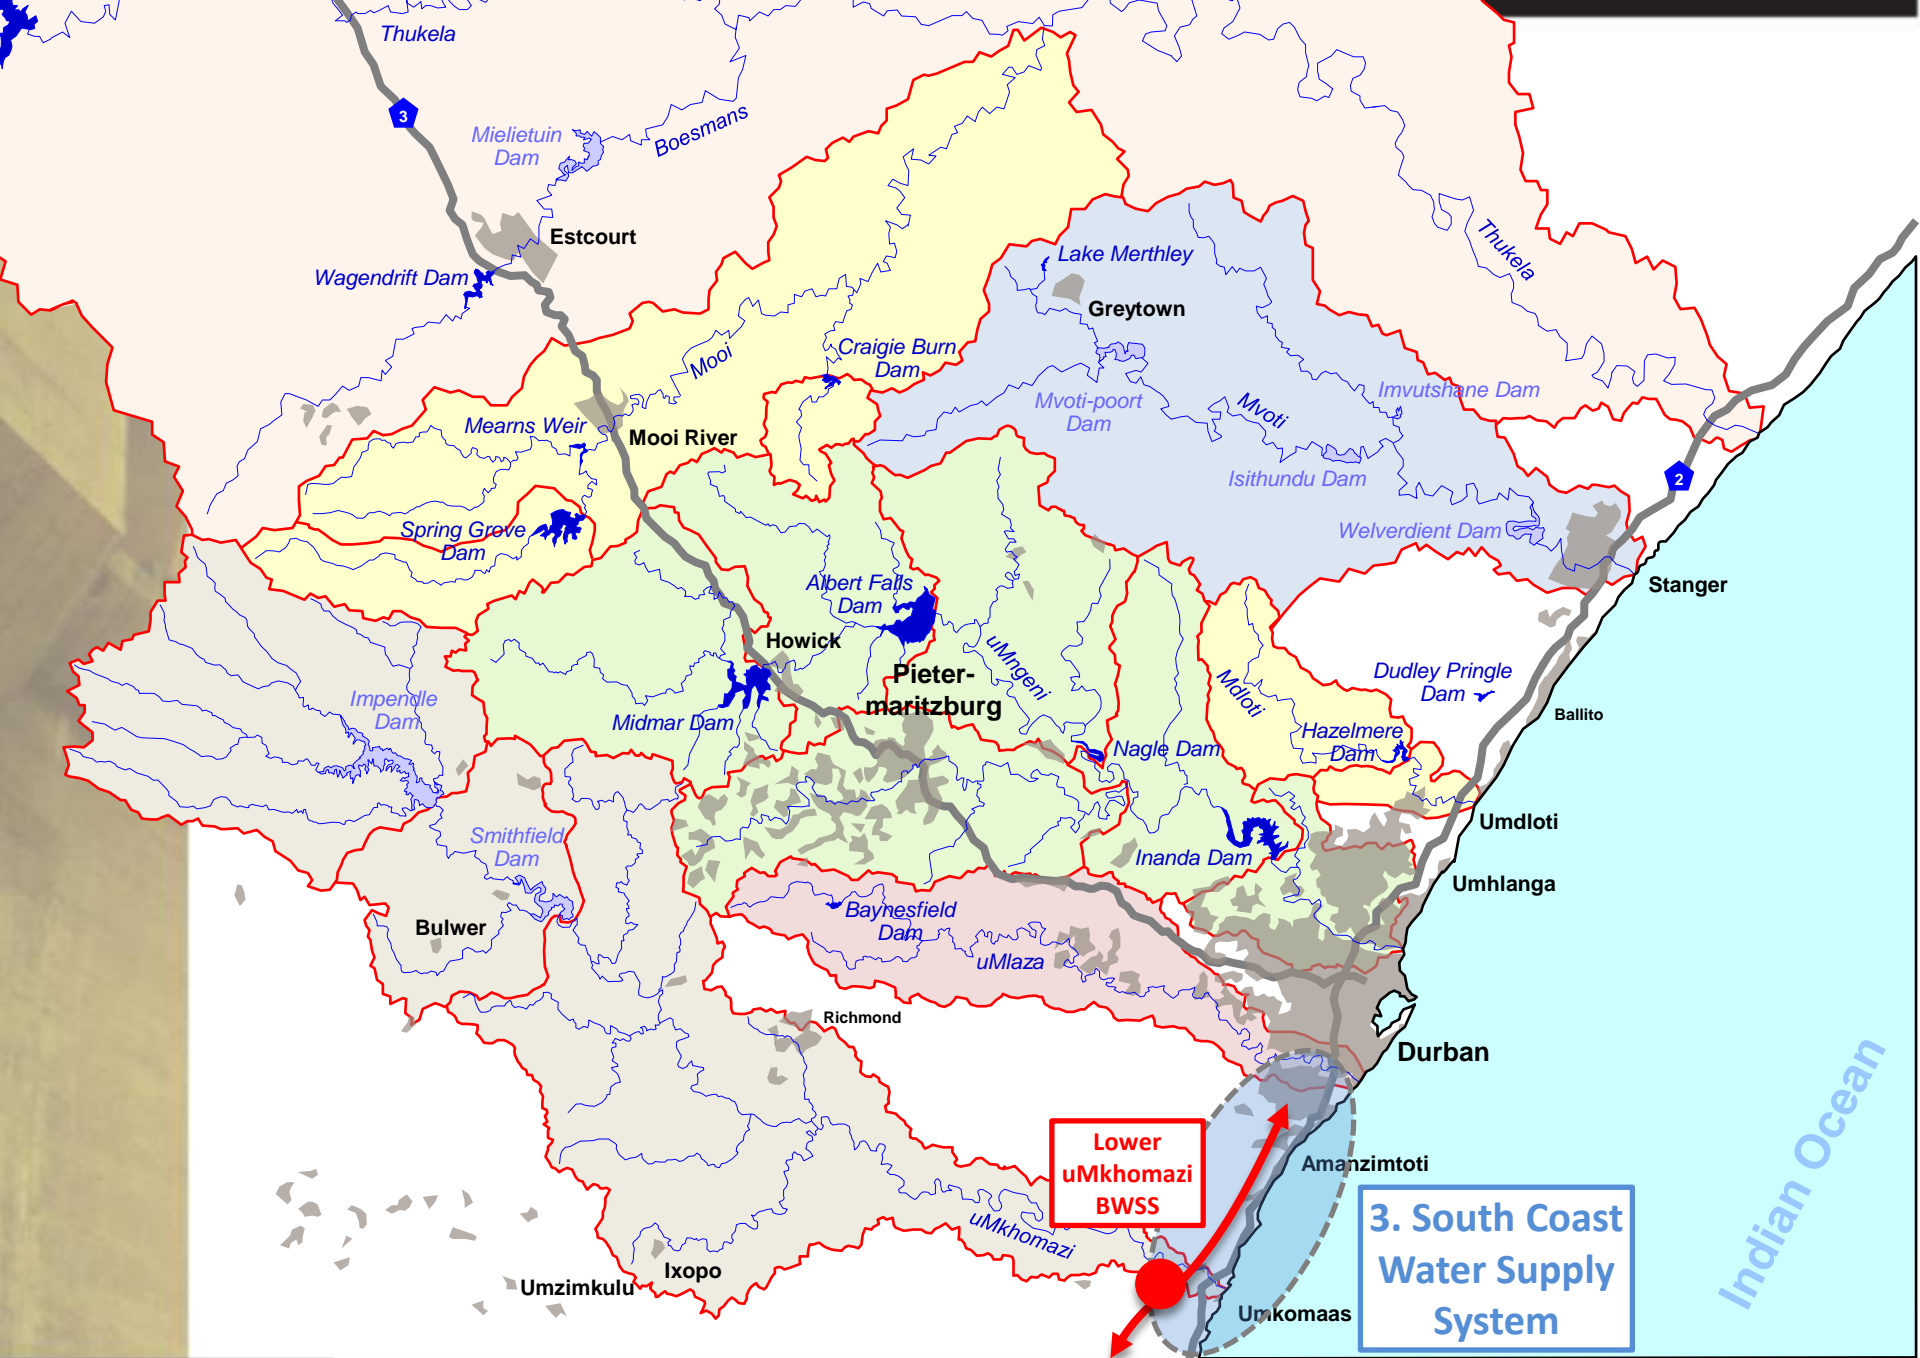 Thukela
3
Mielietuin
Dam
Boesmans
Estcourt
Wagendrift Dam
Lake Merthley
Thukela
Greytown
Mooi
Craigie Burn
Dam
Imvutshane Dam
Mvoti-poort
Dam
Mvoti
Mearns Weir
Mooi River
Isithundu Dam
2
Spring Grove
Dam
Welverdient Dam
Albert Falls
Dam
Stanger
Howick
uMngeni
Pieter-
maritzburg
Mdloti
Dudley Pringle
Dam
Impendle
Dam
Midmar Dam
Ballito
Hazelmere
Dam
Nagle Dam
Umdloti
Smithfield
Dam
Inanda Dam
Umhlanga
Baynesfield
Dam
Bulwer
uMlaza
Richmond
Durban
Indian Ocean
Lower
uMkhomazi
BWSS
Amanzimtoti
uMkhomazi
3. South Coast
Water Supply
System
Ixopo
Umzimkulu
Umkomaas